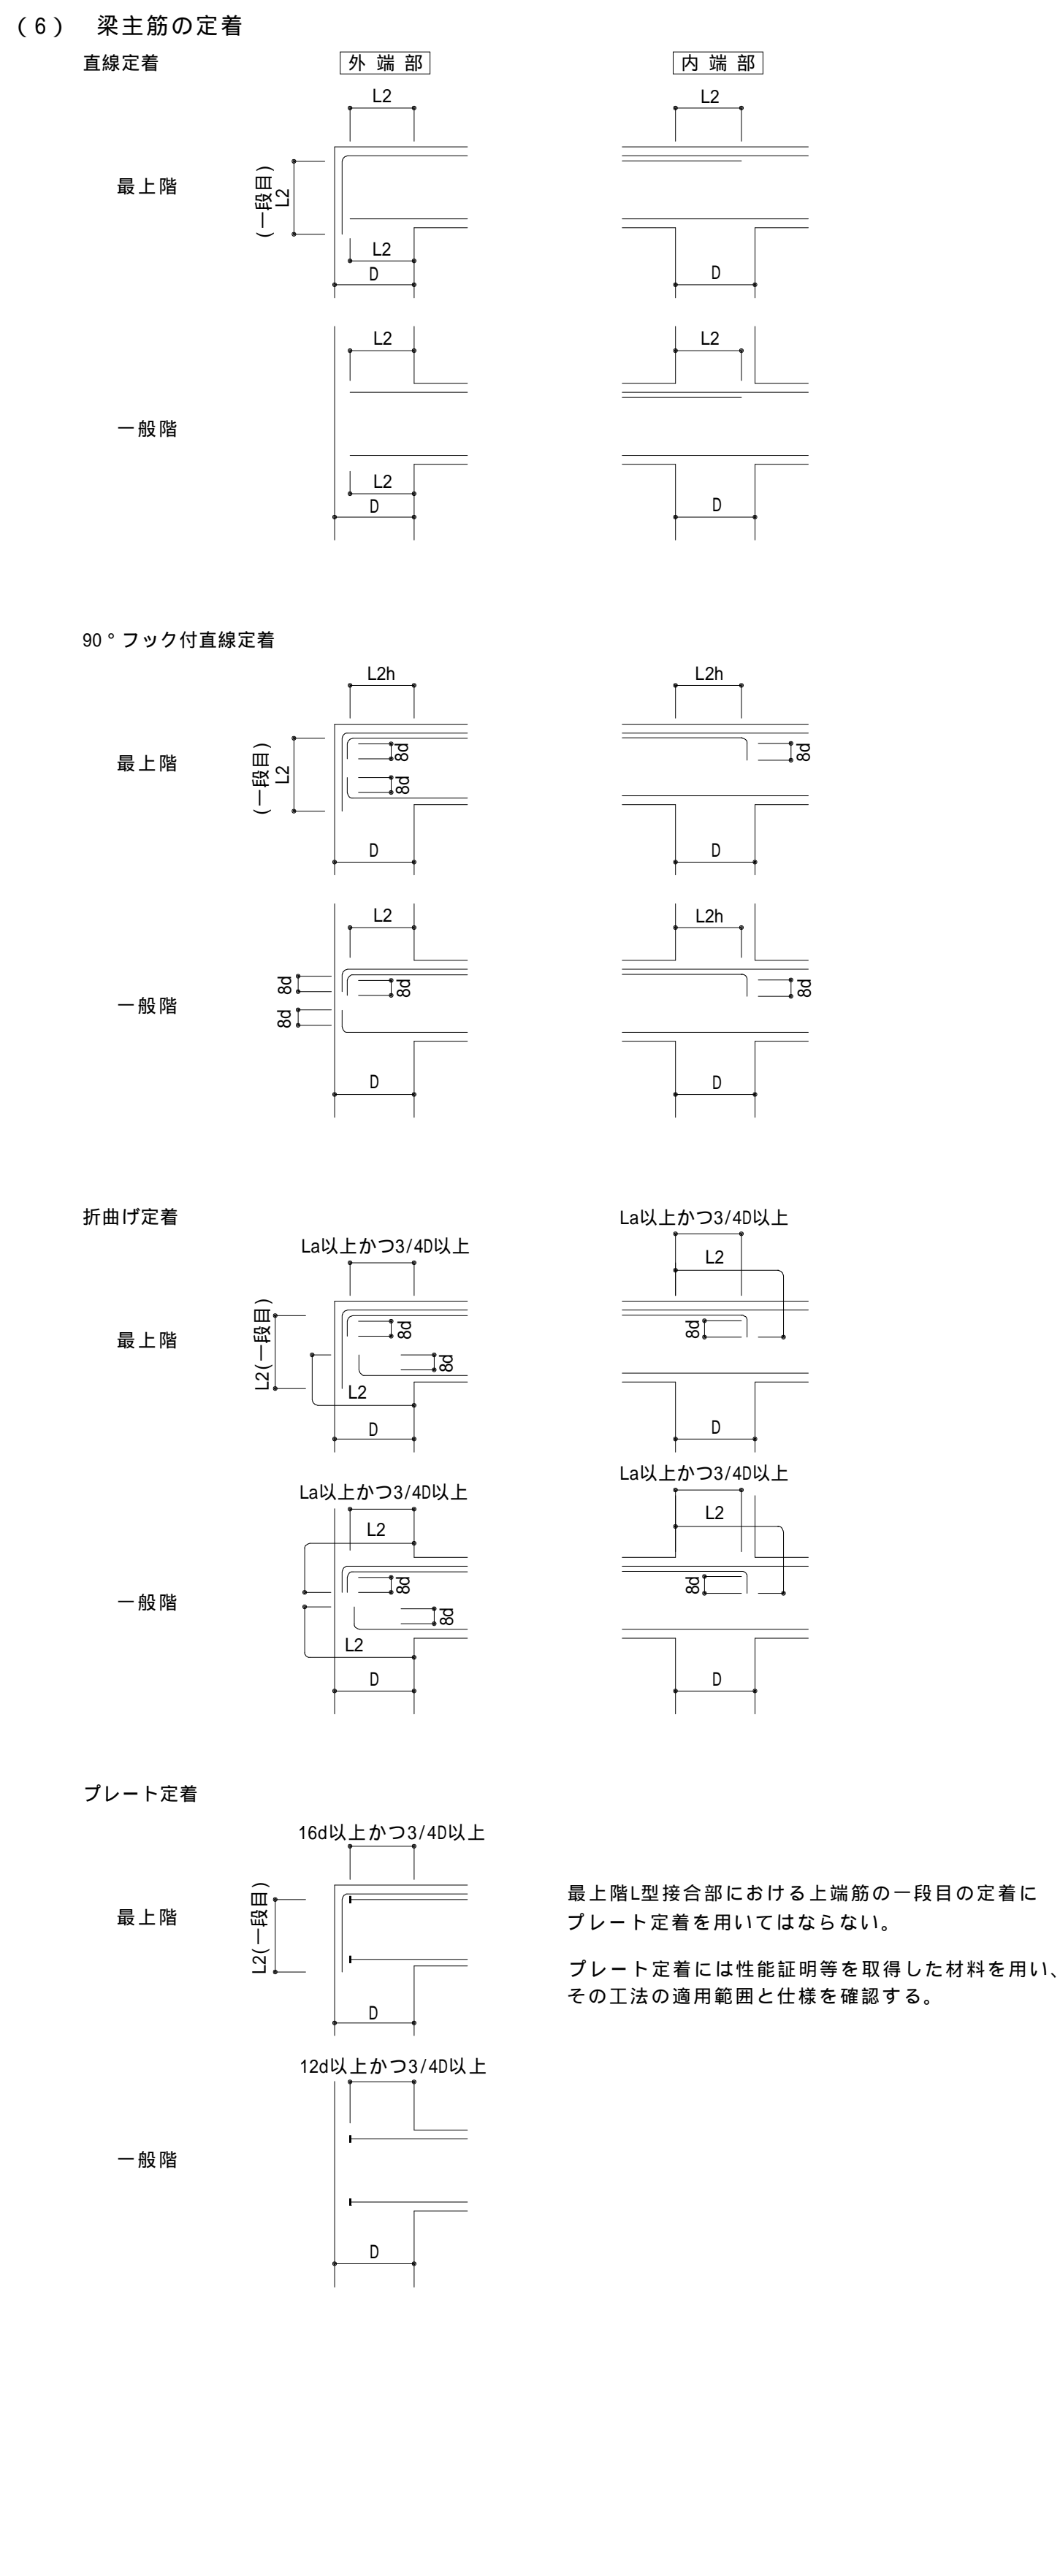 （6） 梁主筋の定着
直線定着
外端部
内端部
L2
L2
最上階
(一段目)
L2
L2
D
D
L2
L2
一般階
L2
D
D
90°フック付直線定着
L2h
L2h
最上階
(一段目)
L2
8d
8d
8d
D
D
L2
L2h
一般階
8d
8d
8d
8d
D
D
折曲げ定着
La以上かつ3/4D以上
La以上かつ3/4D以上
L2
最上階
L2(一段目)
8d
8d
8d
L2
D
D
La以上かつ3/4D以上
La以上かつ3/4D以上
L2
L2
一般階
8d
8d
8d
L2
D
D
プレート定着
16d以上かつ3/4D以上
最上階
L2(一段目)
D
最上階L型接合部における上端筋の一段目の定着に
プレート定着を用いてはならない。
プレート定着には性能証明等を取得した材料を用い、
その工法の適用範囲と仕様を確認する。
12d以上かつ3/4D以上
一般階
D